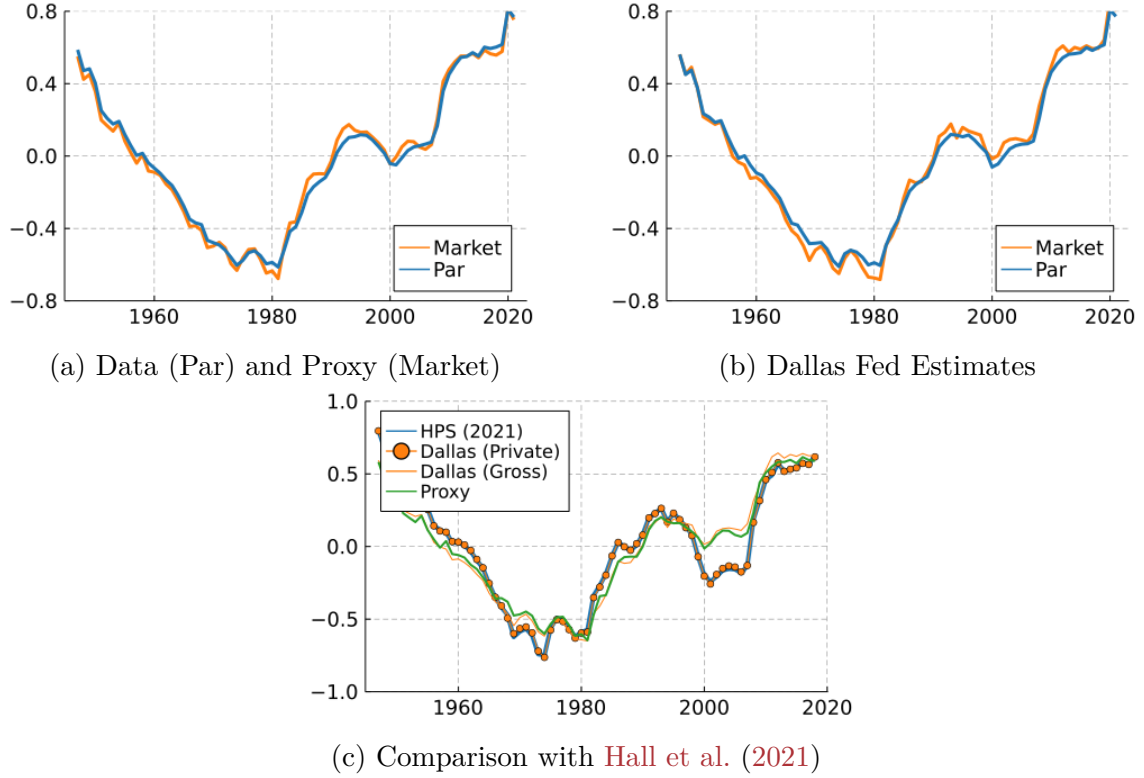 0.8
0.4
0.0
−0.4
−0.8
1960 1980 2000 2020
Market
Par
(a) Data (Par) and Proxy (Market)
0.8
0.4
0.0
−0.4
−0.8
1960 1980 2000 2020
Market
Par
(b) Dallas Fed Estimates
1.0
0.5
0.0
−0.5
−1.0
HPS (2021)
Dallas (Private)
Dallas (Gross)
Proxy
1960 1980 2000 2020
(c) Comparison with Hall et al. (2021)